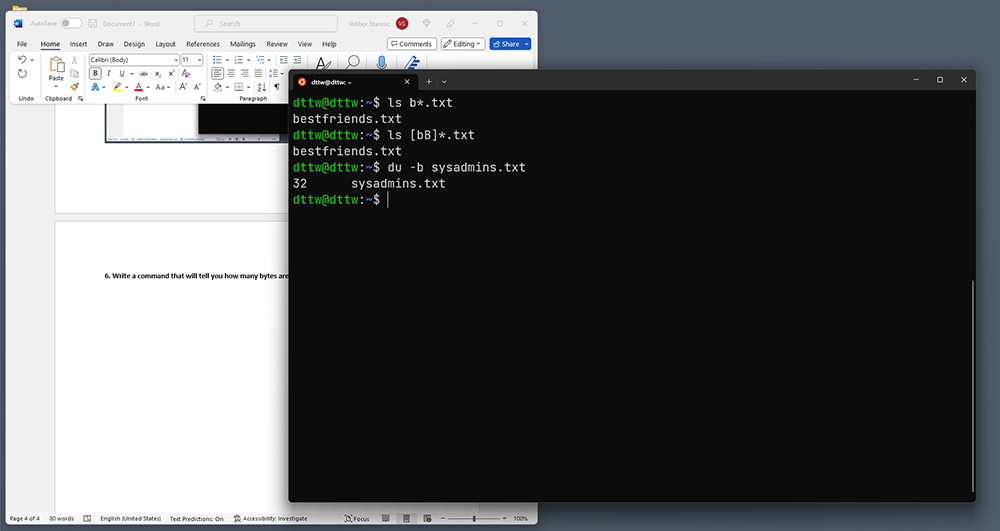 AutoSave
Document1 - Word
Search
Velibor Stanisic
VS
File Home Insert Draw Design Layout References Mailings Review View Help
Comments
Editing
Share
Calibri (Body)
11
Paste
B I U ab x₂ x²
A A Aa A A
Undo
Clipboard
Font
Paragraph
6. Write a command that will tell you how many bytes are
Page 4 of 4
80 words
English (United States)
Text Predictions: On
Accessibility: Investigate
Focus
100%
dttw@dttw: ~
dttw@dttw:~$ ls b*.txt
bestfriends.txt
dttw@dttw:~$ ls [bB]*.txt
bestfriends.txt
dttw@dttw:~$ du -b sysadmins.txt
32 sysadmins.txt
dttw@dttw:~$